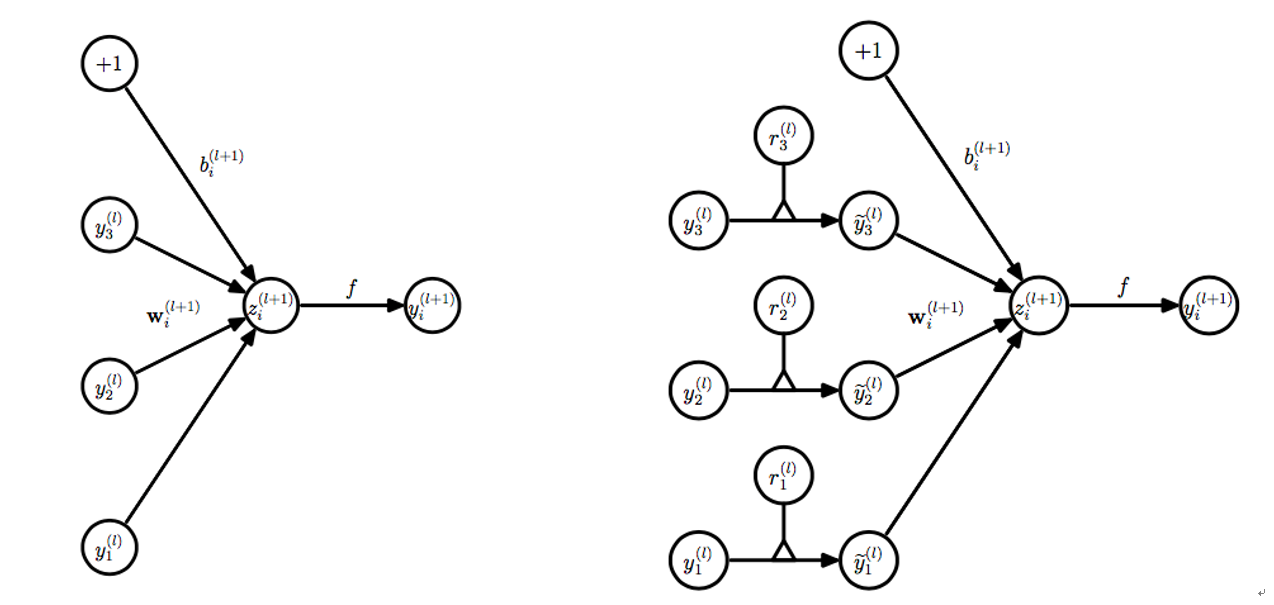 +1
b_i^{(l+1)}
y_3^{(l)}
w_i^{(l+1)}
z_i^{(l+1)}
f
y_i^{(l+1)}
y_2^{(l)}
y_1^{(l)}
+1
r_3^{(l)}
b_i^{(l+1)}
y_3^{(l)}
ỹ_3^{(l)}
r_2^{(l)}
w_i^{(l+1)}
z_i^{(l+1)}
f
y_i^{(l+1)}
y_2^{(l)}
ỹ_2^{(l)}
r_1^{(l)}
y_1^{(l)}
ỹ_1^{(l)}
↵